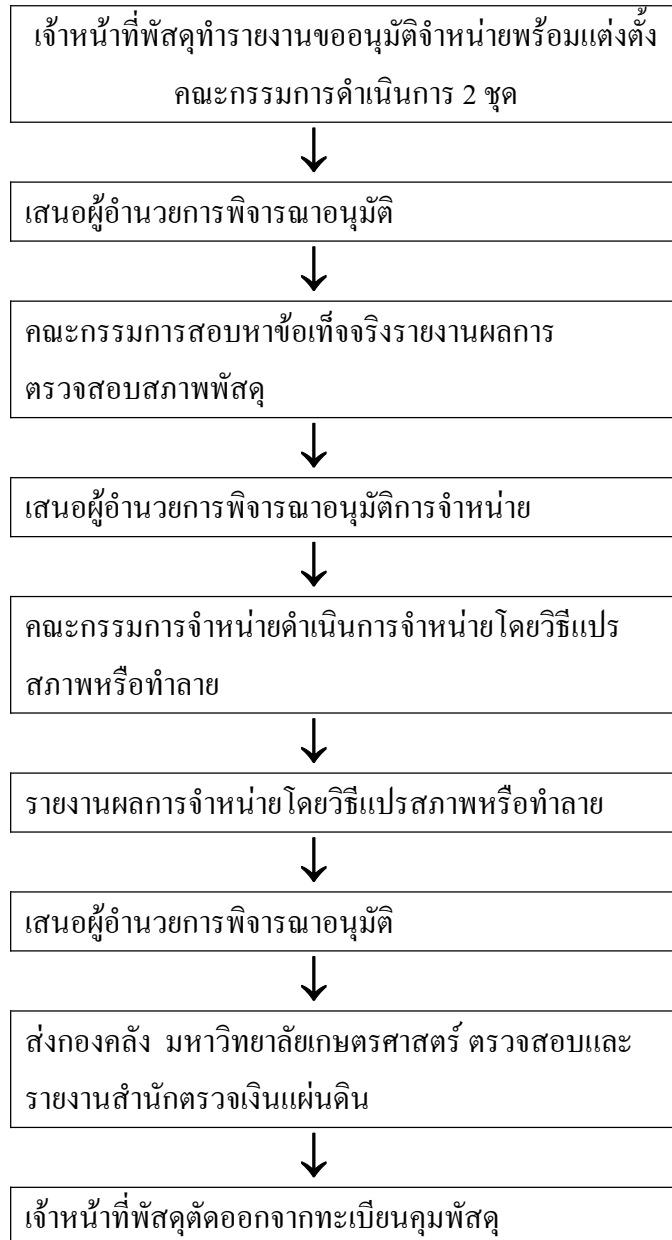 เจ้าหน้าที่พัสดุทำรายงานขออนุมัติจำหน่ายพร้อมแต่งตั้ง
คณะกรรมการดำเนินการ 2 ชุด
เสนอผู้อำนวยการพิจารณาอนุมัติ
คณะกรรมการสอบหาข้อเท็จจริงรายงานผลการ
ตรวจสอบสภาพพัสดุ
เสนอผู้อำนวยการพิจารณาอนุมัติการจำหน่าย
คณะกรรมการจำหน่ายดำเนินการจำหน่ายโดยวิธีแปร
สภาพหรือทำลาย
รายงานผลการจำหน่ายโดยวิธีแปรสภาพหรือทำลาย
เสนอผู้อำนวยการพิจารณาอนุมัติ
ส่งกองคลัง มหาวิทยาลัยเกษตรศาสตร์ ตรวจสอบและ
รายงานสำนักตรวจเงินแผ่นดิน
เจ้าหน้าที่พัสดุตัดออกจากทะเบียนคุมพัสดุ